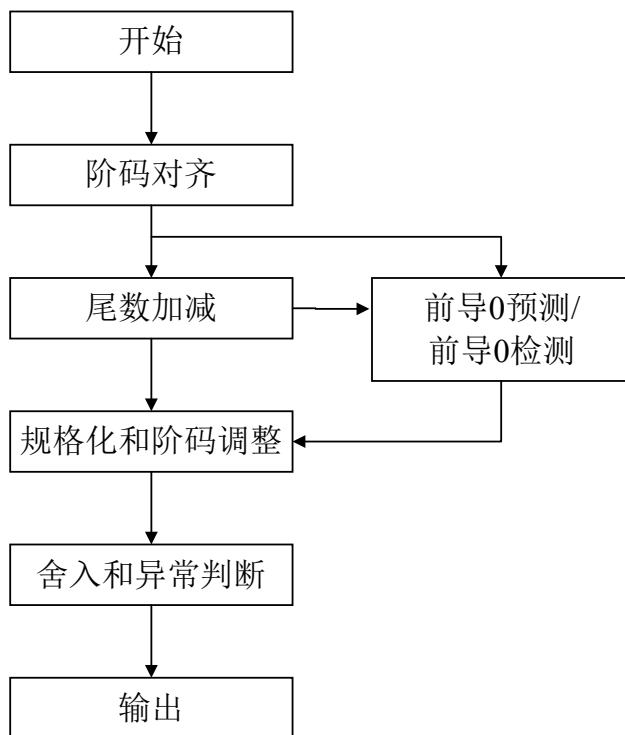 开始
阶码对齐
尾数加减
前导0预测/
前导0检测
规格化和阶码调整
舍入和异常判断
输出